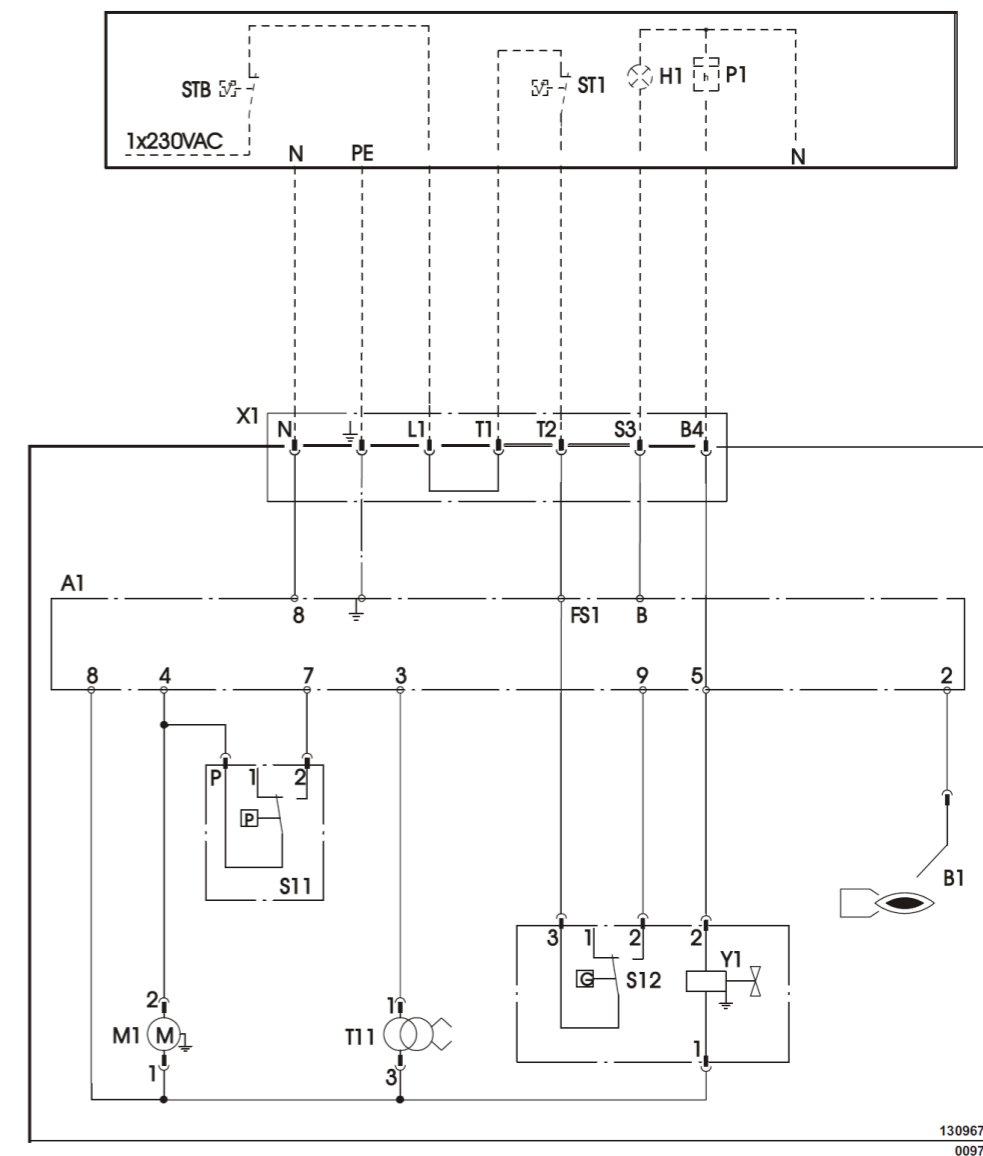 STB ST1 H1 h P1
1x230VAC N PE N
X1
N L1 T1 T2 S3 B4
A1
8 FS1 B
8 4 7 3 9 5 2
P 1 2
P
S11
B1
3 1 2 2
G S12 Y1
2 1 1
M1 M T11
1 3
130967
0097